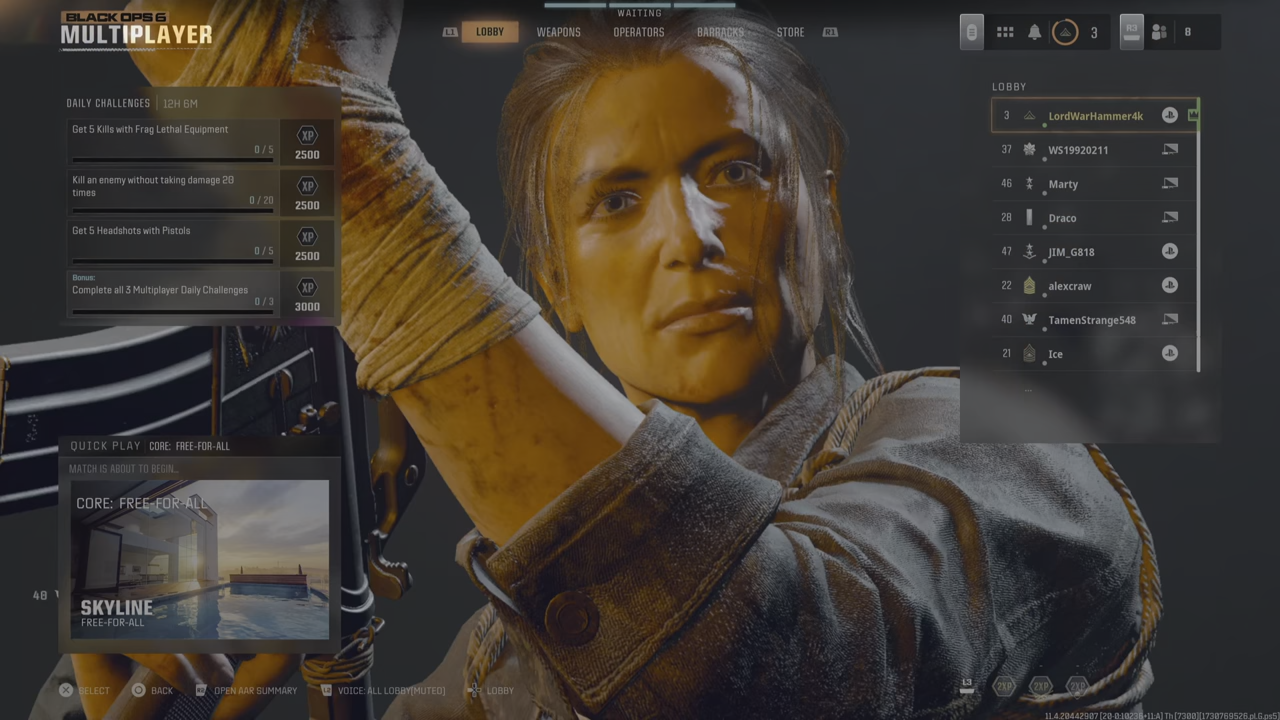 BLACK OPS 6
MULTIPLAYER
WAITING
L1 LOBBY WEAPONS OPERATORS BARRACKS STORE R1
3 R3 8
DAILY CHALLENGES 12H 6M
Get 5 Kills with Frag Lethal Equipment
0 / 5
XP
2500
Kill an enemy without taking damage 20
times
0 / 20
XP
2500
Get 5 Headshots with Pistols
0 / 5
XP
2500
Bonus:
Complete all 3 Multiplayer Daily Challenges
0 / 3
XP
3000
LOBBY
3 LordWarHammer4k
37 WS19920211
46 Marty
28 Draco
47 JIM_G818
22 alexcraw
40 TamenStrange548
21 Ice
...
QUICK PLAY CORE: FREE-FOR-ALL
MATCH IS ABOUT TO BEGIN...
CORE: FREE-FOR-ALL
SKYLINE
FREE-FOR-ALL
48
SELECT BACK OPEN AAR SUMMARY VOICE: ALL LOBBY(MUTED) LOBBY
L3 2XP 2XP 2XP